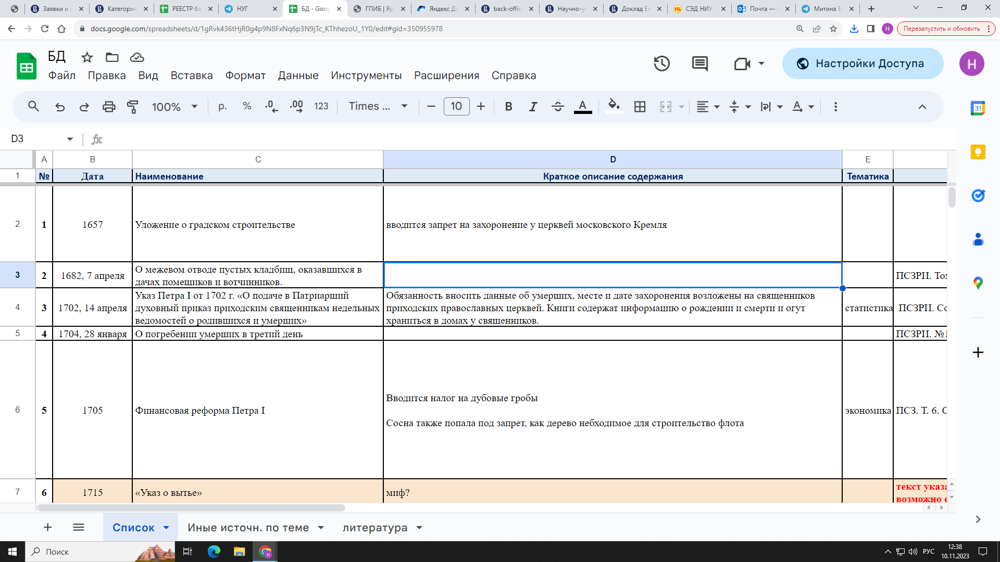 Заявки и с
Категория
РЕЕСТР ба
НУГ
БД - Goog
ГПИБ | Яр
Яндекс Ди
back-offic
Научно-у
Доклад Ек
СЭД НИУ
Почта —
Митина Е
docs.google.com/spreadsheets/d/1gRvk436tHjR0g4p9N8FxNq6p3N9jTc_KThhezoU_1Y0/edit#gid=350955978
Н
Перезапустить и обновить
БД
Файл Правка Вид Вставка Формат Данные Инструменты Расширения Справка
Настройки Доступа
Н
100% р. % .0 .00 123 Times ... 10 B I A
31
D3
fx
A B C D E
1 № Дата Наименование Краткое описание содержания Тематика
2 1 1657 Уложение о градском строительстве вводится запрет на захоронение у церквей московского Кремля
3 2 1682, 7 апреля О межевом отводе пустых кладбищ, оказавшихся в
дачах помещиков и вотчинников.
ПСЗРИ. Том
4 3 1702, 14 апреля Указ Петра I от 1702 г. «О подаче в Патриарший
духовный приказ приходским священникам недельных
ведомостей о родившихся и умерших»
Обязанность вносить данные об умерших, месте и дате захоронения возложены на священников
приходских православных церквей. Книги содержат информацию о рождении и смерти и огут
храниться в домах у священников.
статистика ПСЗРИ. Со
5 4 1704, 28 января О погребении умерших в третий день ПСЗРИ. №1
6 5 1705 Финансовая реформа Петра I
Вводится налог на дубовые гробы
Сосна также попала под запрет, как дерево небходимое для строительство флота
экономика ПСЗ. Т. 6. С
7 6 1715 «Указ о вытье» миф?
текст указа
возможно е
Список
Иные источн. по теме
литература
Поиск
РУС
12:38
10.11.2023